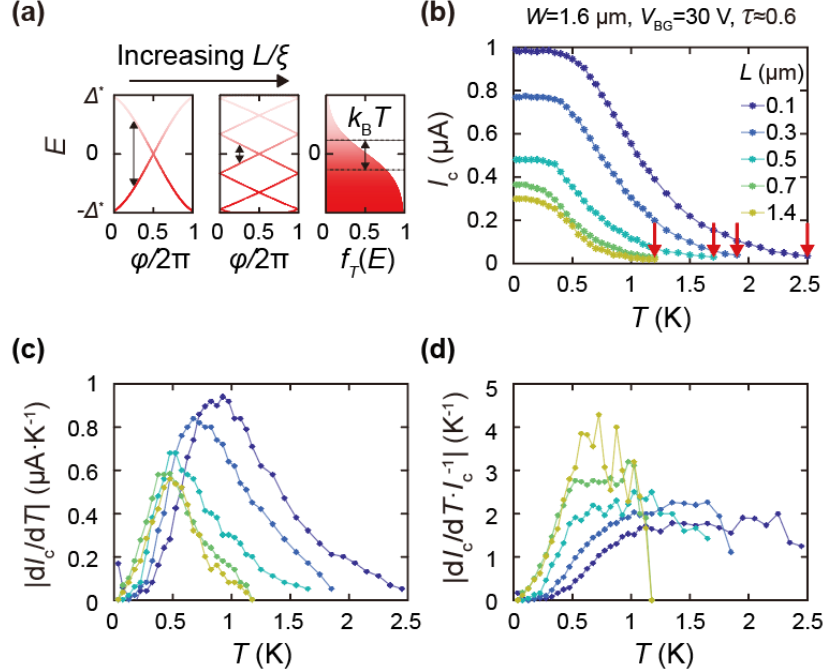 (a)
Increasing L/ξ
Δ*
E
0
-Δ*
0 0.5 1
φ/2π
0 0.5 1
φ/2π
k_BT
0
0 0.5 1
f_T(E)
(b)
W=1.6 μm, V_BG=30 V, τ≈0.6
1
0.8
0.6
0.4
0.2
0
I_c (μA)
L (μm)
0.1
0.3
0.5
0.7
1.4
0 0.5 1 1.5 2 2.5
T (K)
(c)
1
0.8
0.6
0.4
0.2
0
|dI_c/dT| (μA·K⁻¹)
0 0.5 1 1.5 2 2.5
T (K)
(d)
5
4
3
2
1
0
|dI_c/dT·I_c⁻¹| (K⁻¹)
0 0.5 1 1.5 2 2.5
T (K)